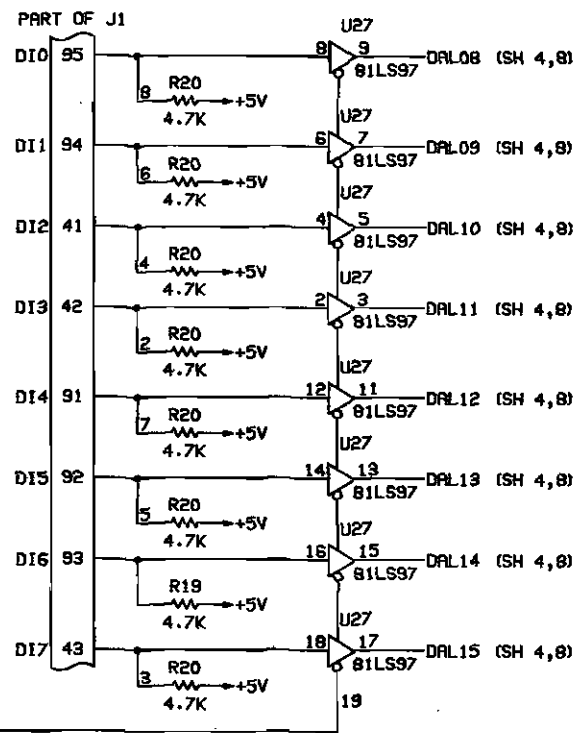 PART OF J1
U27
DI0 95 8 9 DAL08 (SH 4,8)
R20 81LS97
8 +5V
4.7K U27
DI1 94 6 7 DAL09 (SH 4,8)
R20 81LS97
6 +5V
4.7K U27
DI2 41 4 5 DAL10 (SH 4,8)
R20 81LS97
4 +5V
4.7K U27
DI3 42 2 3 DAL11 (SH 4,8)
R20 81LS97
2 +5V
4.7K U27
DI4 91 12 11 DAL12 (SH 4,8)
R20 81LS97
7 +5V
4.7K U27
DI5 92 14 13 DAL13 (SH 4,8)
R20 81LS97
5 +5V
4.7K U27
DI6 93 16 15 DAL14 (SH 4,8)
R19 81LS97
+5V
4.7K U27
DI7 43 18 17 DAL15 (SH 4,8)
R20 81LS97
3 +5V
4.7K 19